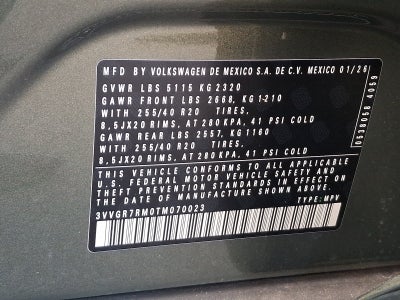 MFD BY VOLKSWAGEN DE MEXICO S.A. DE C.V. MEXICO 01/26
GVWR LBS 5115 KG 2320
GAWR FRONT LBS 2668, KG 1210
WITH 255/40 R20 TIRES,
8,5JX20 RIMS, AT 280 KPA, 41 PSI COLD
GAWR REAR LBS 2557, KG 1160
WITH 255/40 R20 TIRES,
8,5JX20 RIMS, AT 280 KPA, 41 PSI COLD
THIS VEHICLE CONFORMS TO ALL APPLICABLE
U.S. FEDERAL MOTOR VEHICLE SAFETY AND
THEFT PREVENTION STANDARDS IN EFFECT ON
THE DATE OF MANUFACTURE SHOWN ABOVE.
3VVGR7RM0TM070023 TYPE: MPV
0538058 4059